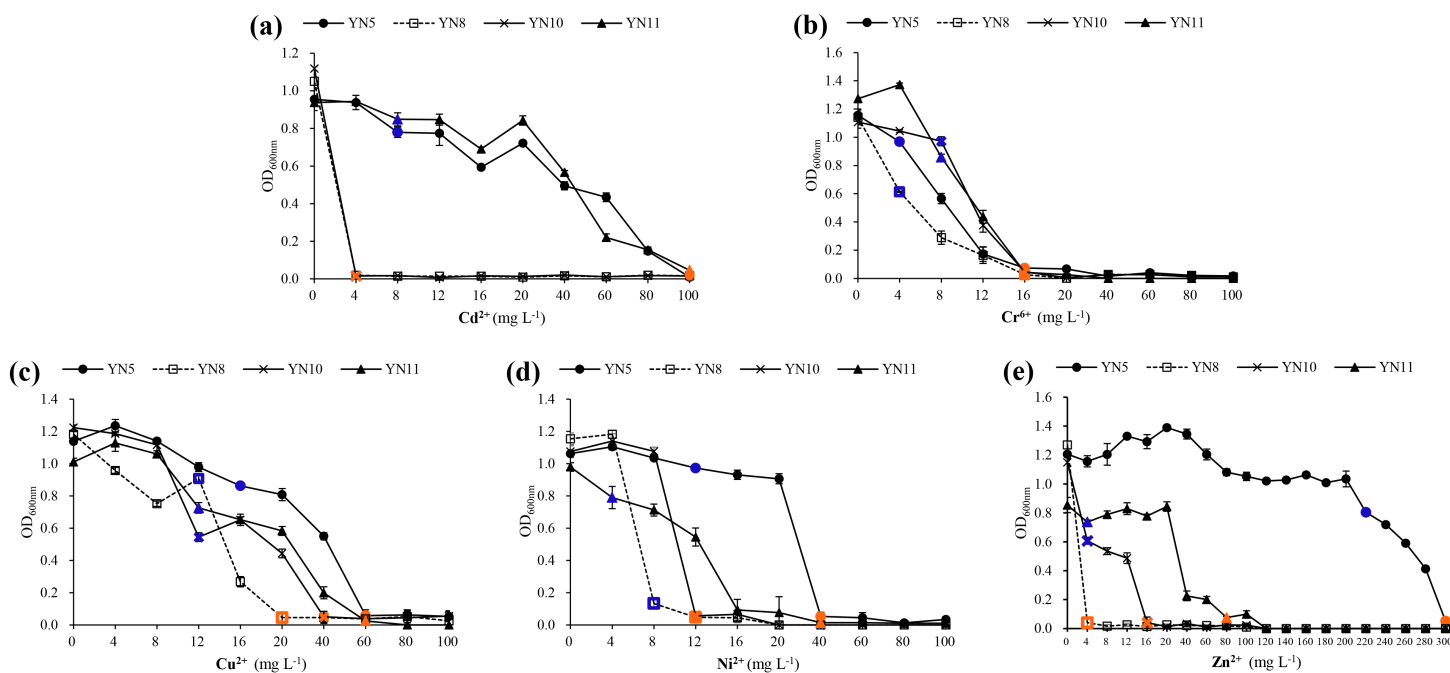 (a)
YN5 YN8 YN10 YN11
1.2
1.0
0.8
0.6
0.4
0.2
0.0
OD600nm
0 4 8 12 16 20 40 60 80 100
Cd²⁺ (mg L⁻¹)
(b)
YN5 YN8 YN10 YN11
1.6
1.4
1.2
1.0
0.8
0.6
0.4
0.2
0.0
OD600nm
0 4 8 12 16 20 40 60 80 100
Cr⁶⁺ (mg L⁻¹)
(c)
YN5 YN8 YN10 YN11
1.4
1.2
1.0
0.8
0.6
0.4
0.2
0.0
OD600nm
0 4 8 12 16 20 40 60 80 100
Cu²⁺ (mg L⁻¹)
(d)
YN5 YN8 YN10 YN11
1.4
1.2
1.0
0.8
0.6
0.4
0.2
0.0
OD600nm
0 4 8 12 16 20 40 60 80 100
Ni²⁺ (mg L⁻¹)
(e)
YN5 YN8 YN10 YN11
1.6
1.4
1.2
1.0
0.8
0.6
0.4
0.2
0.0
OD600nm
0 4 8 12 16 20 40 60 80 100 120 140 160 180 200 220 240 260 280 300
Zn²⁺ (mg L⁻¹)